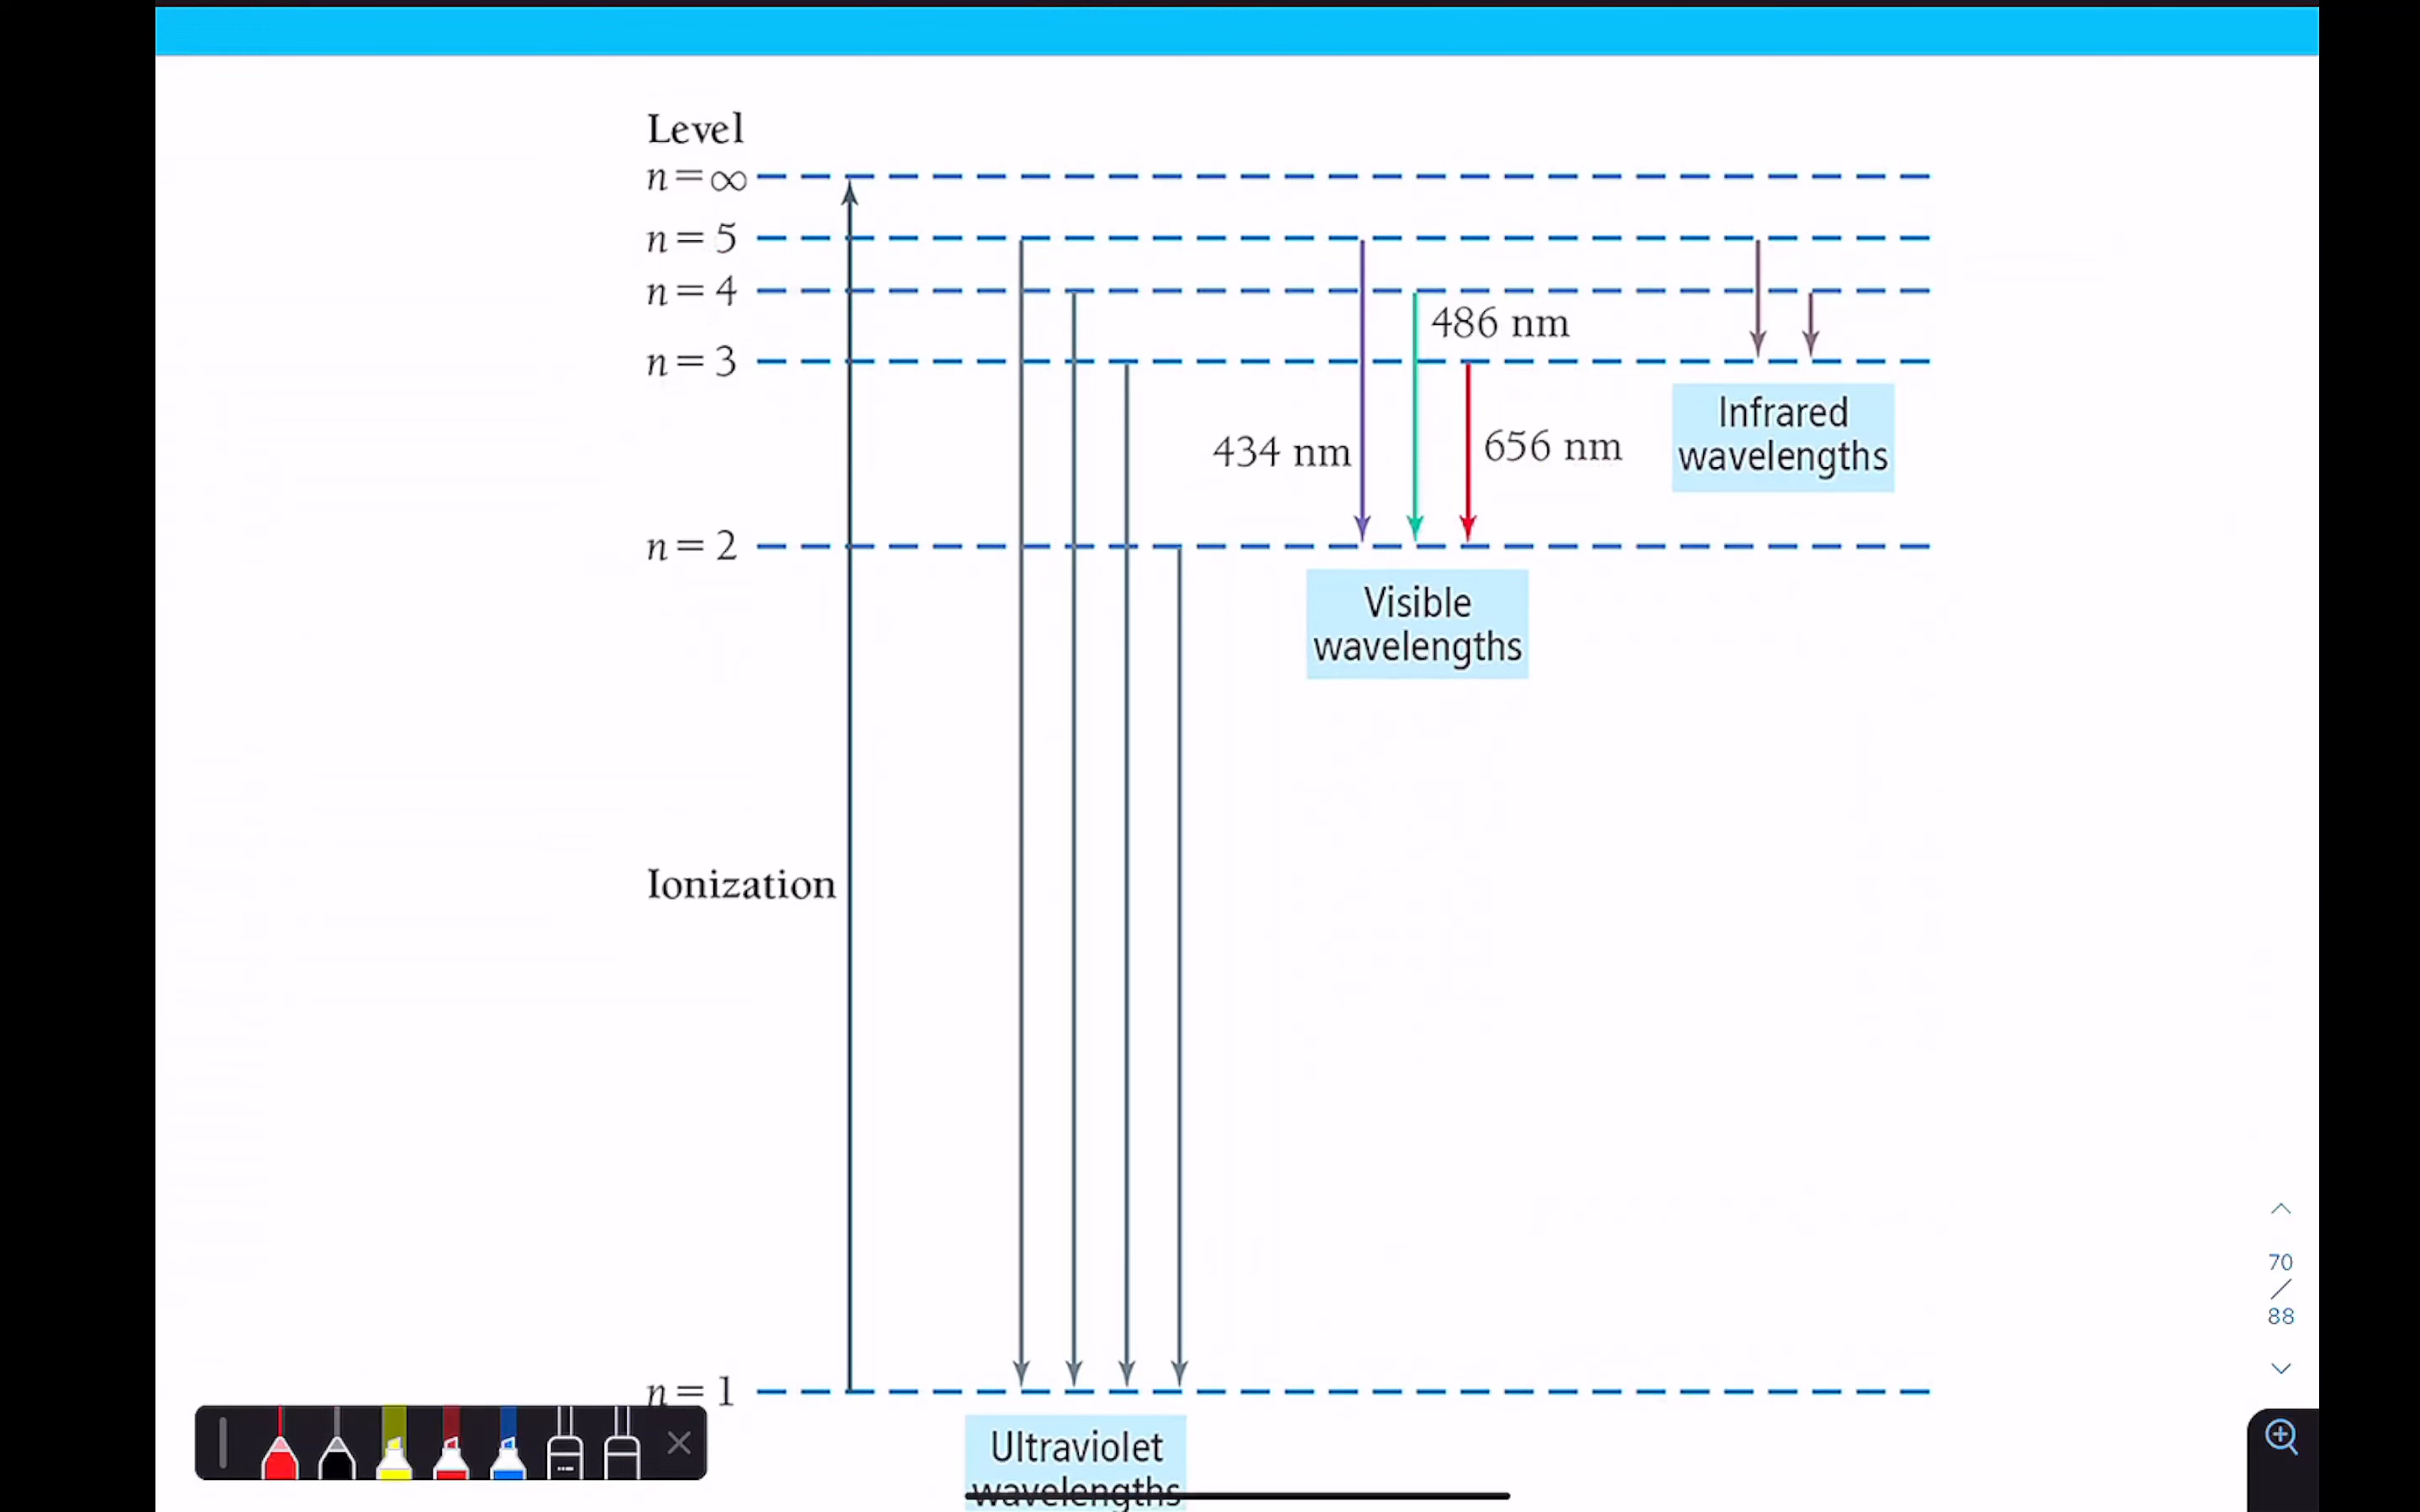 Level
n = ∞
n = 5
n = 4
486 nm
n = 3
Infrared
wavelengths
434 nm
656 nm
n = 2
Visible
wavelengths
Ionization
70
/
88
n = 1
Ultraviolet
wavelengths